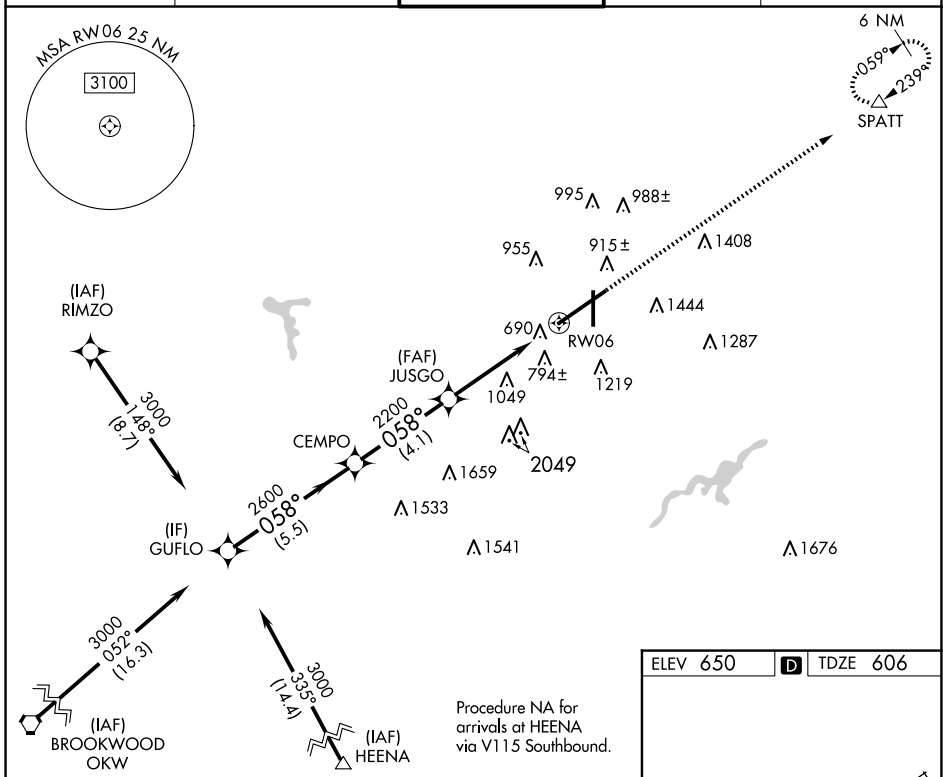 MSA RW06 25 NM
3100
6 NM
059°
239°
SPATT
995
988±
955
915±
1408
(IAF)
RIMZO
1444
690
RW06
1287
(FAF)
JUSGO
794±
1219
1049
3000
148°
(8.7)
2200
058°
(4.1)
CEMPO
2049
1659
2600
058°
(5.5)
1533
(IF)
GUFLO
1541
1676
3000
052°
(16.3)
3000
335°
(14.4)
ELEV 650 D TDZE 606
Procedure NA for
arrivals at HEENA
via V115 Southbound.
(IAF)
BROOKWOOD
OKW
(IAF)
HEENA